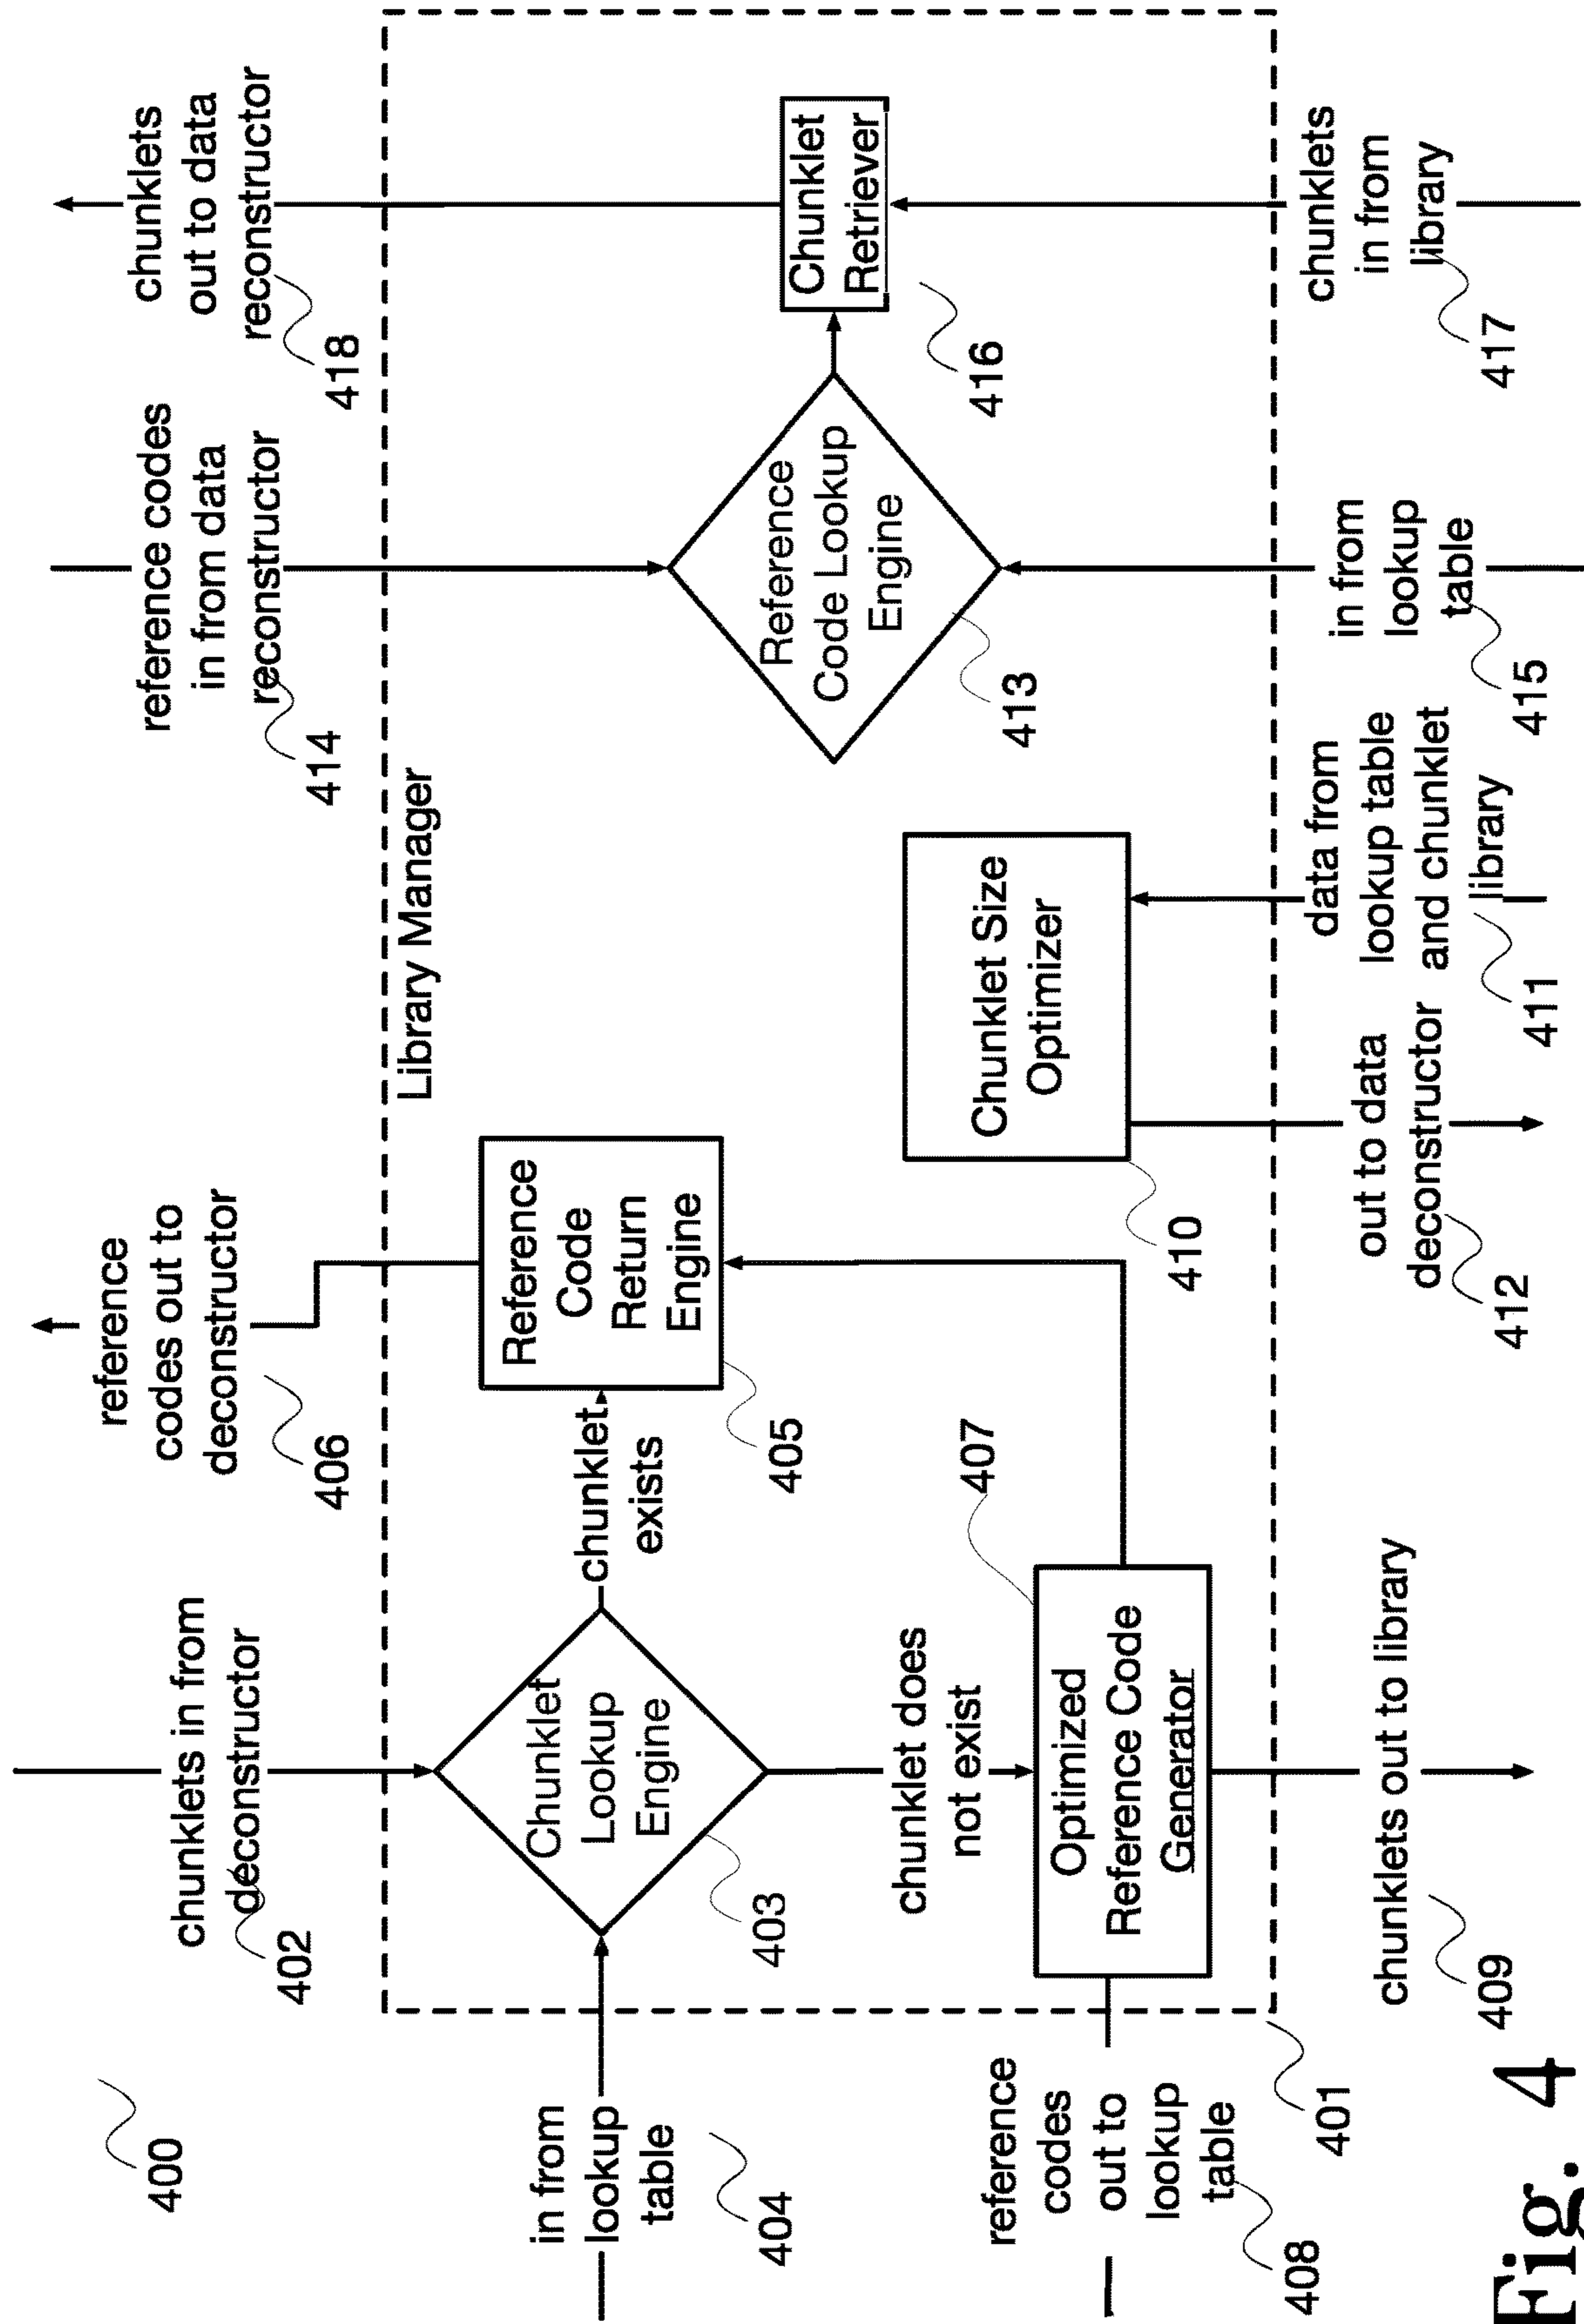 400
chunklets in from
deconstructor
402
reference
codes out to
deconstructor
406
reference codes
in from data
reconstructor
414
chunklets
out to data
reconstructor
418
Library Manager
in from
lookup
table
404
Chunklet
Lookup
Engine
403
chunklet
exists
Reference
Code
Return
Engine
405
chunklet does
not exist
407
Optimized
Reference Code
Generator
reference
codes
out to
lookup
table
408
401
Chunklet Size
Optimizer
410
Reference
Code Lookup
Engine
413
Chunklet
Retriever
416
chunklets out to library
409
out to data
deconstructor
412
data from
lookup table
and chunklet
library
411
in from
lookup
table
415
chunklets
in from
library
417
Fig. 4